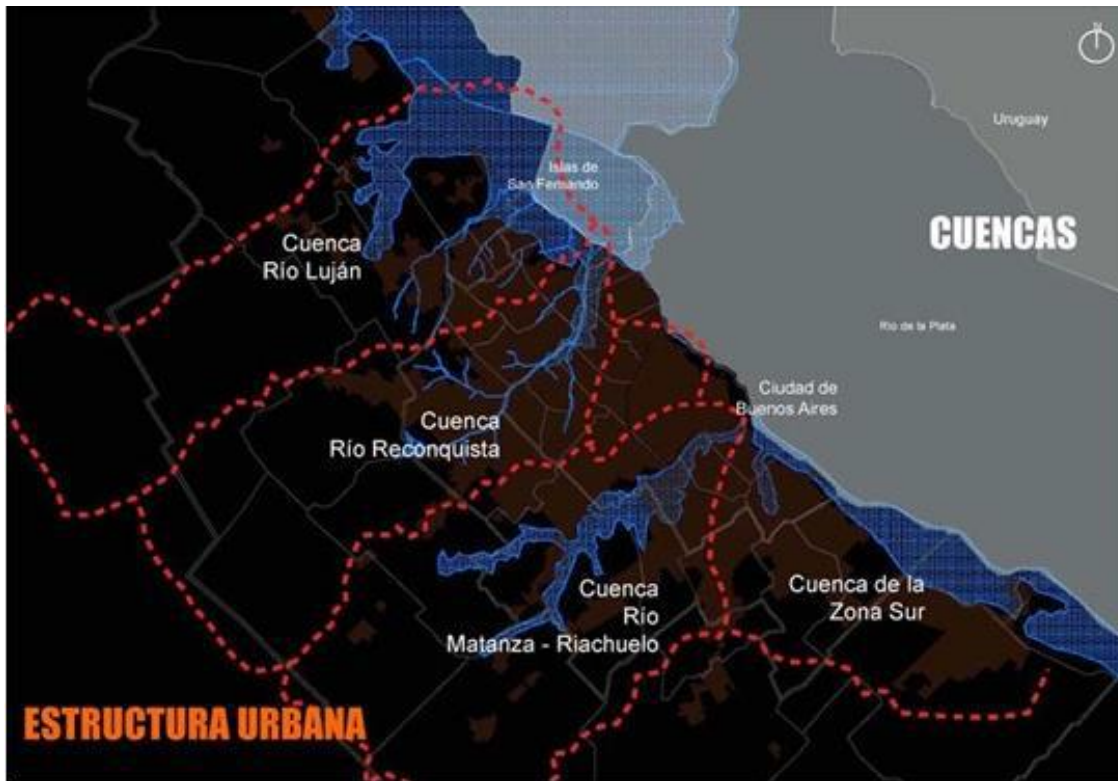 N
Uruguay
Islas de
San Fernando
CUENCAS
Cuenca
Río Luján
Río de la Plata
Ciudad de
Buenos Aires
Cuenca
Río Reconquista
Cuenca
Río
Matanza - Riachuelo
Cuenca de la
Zona Sur
ESTRUCTURA URBANA